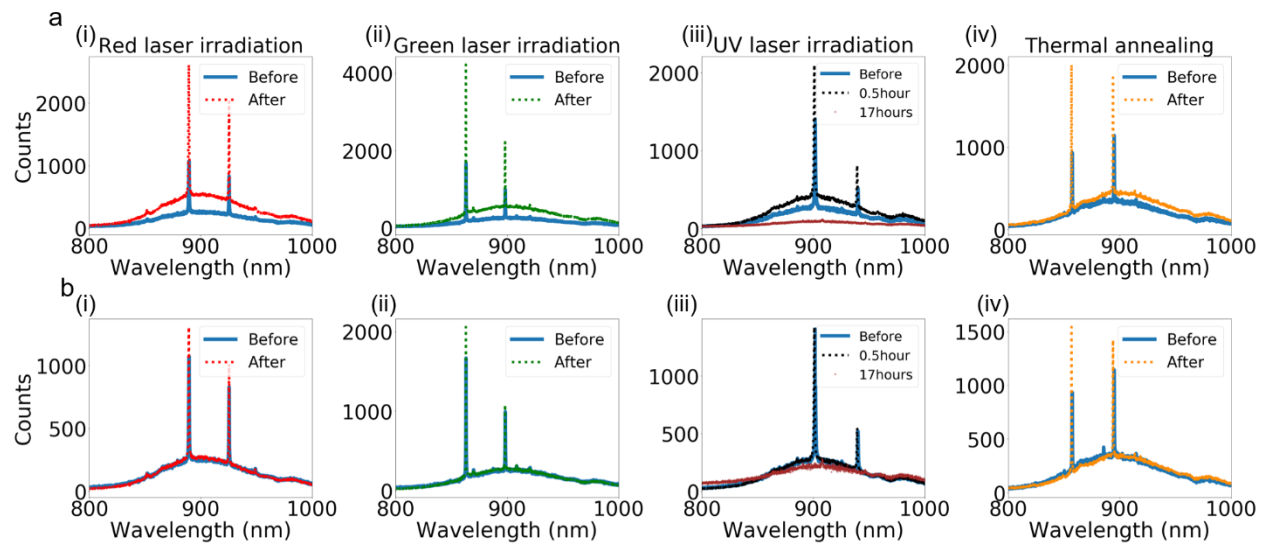 a
(i) (ii) (iii) (iv)
Red laser irradiation Green laser irradiation UV laser irradiation Thermal annealing
Counts
2000
1000
0
Before
After
800 900 1000
Wavelength (nm)
4000
2000
0
Before
After
800 900 1000
Wavelength (nm)
2000
1000
0
Before
0.5hour
17hours
800 900 1000
Wavelength (nm)
2000
1000
0
Before
After
800 900 1000
Wavelength (nm)
b
(i) (ii) (iii) (iv)
Counts
1000
500
0
Before
After
800 900 1000
Wavelength (nm)
2000
1000
0
Before
After
800 900 1000
Wavelength (nm)
1000
500
0
Before
0.5hour
17hours
800 900 1000
Wavelength (nm)
1500
1000
500
0
Before
After
800 900 1000
Wavelength (nm)